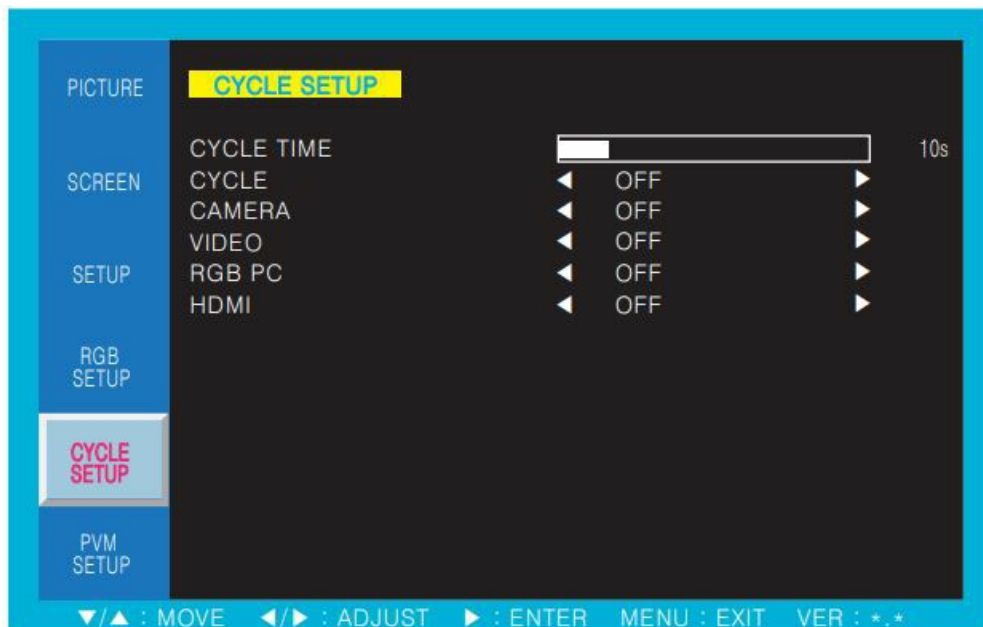 PICTURE
SCREEN
SETUP
RGB
SETUP
CYCLE
SETUP
PVM
SETUP
CYCLE SETUP
CYCLE TIME 10s
CYCLE ◀ OFF ▶
CAMERA ◀ OFF ▶
VIDEO ◀ OFF ▶
RGB PC ◀ OFF ▶
HDMI ◀ OFF ▶
▼/▲ : MOVE ◀/▶ : ADJUST ▶ : ENTER MENU : EXIT VER : *.*